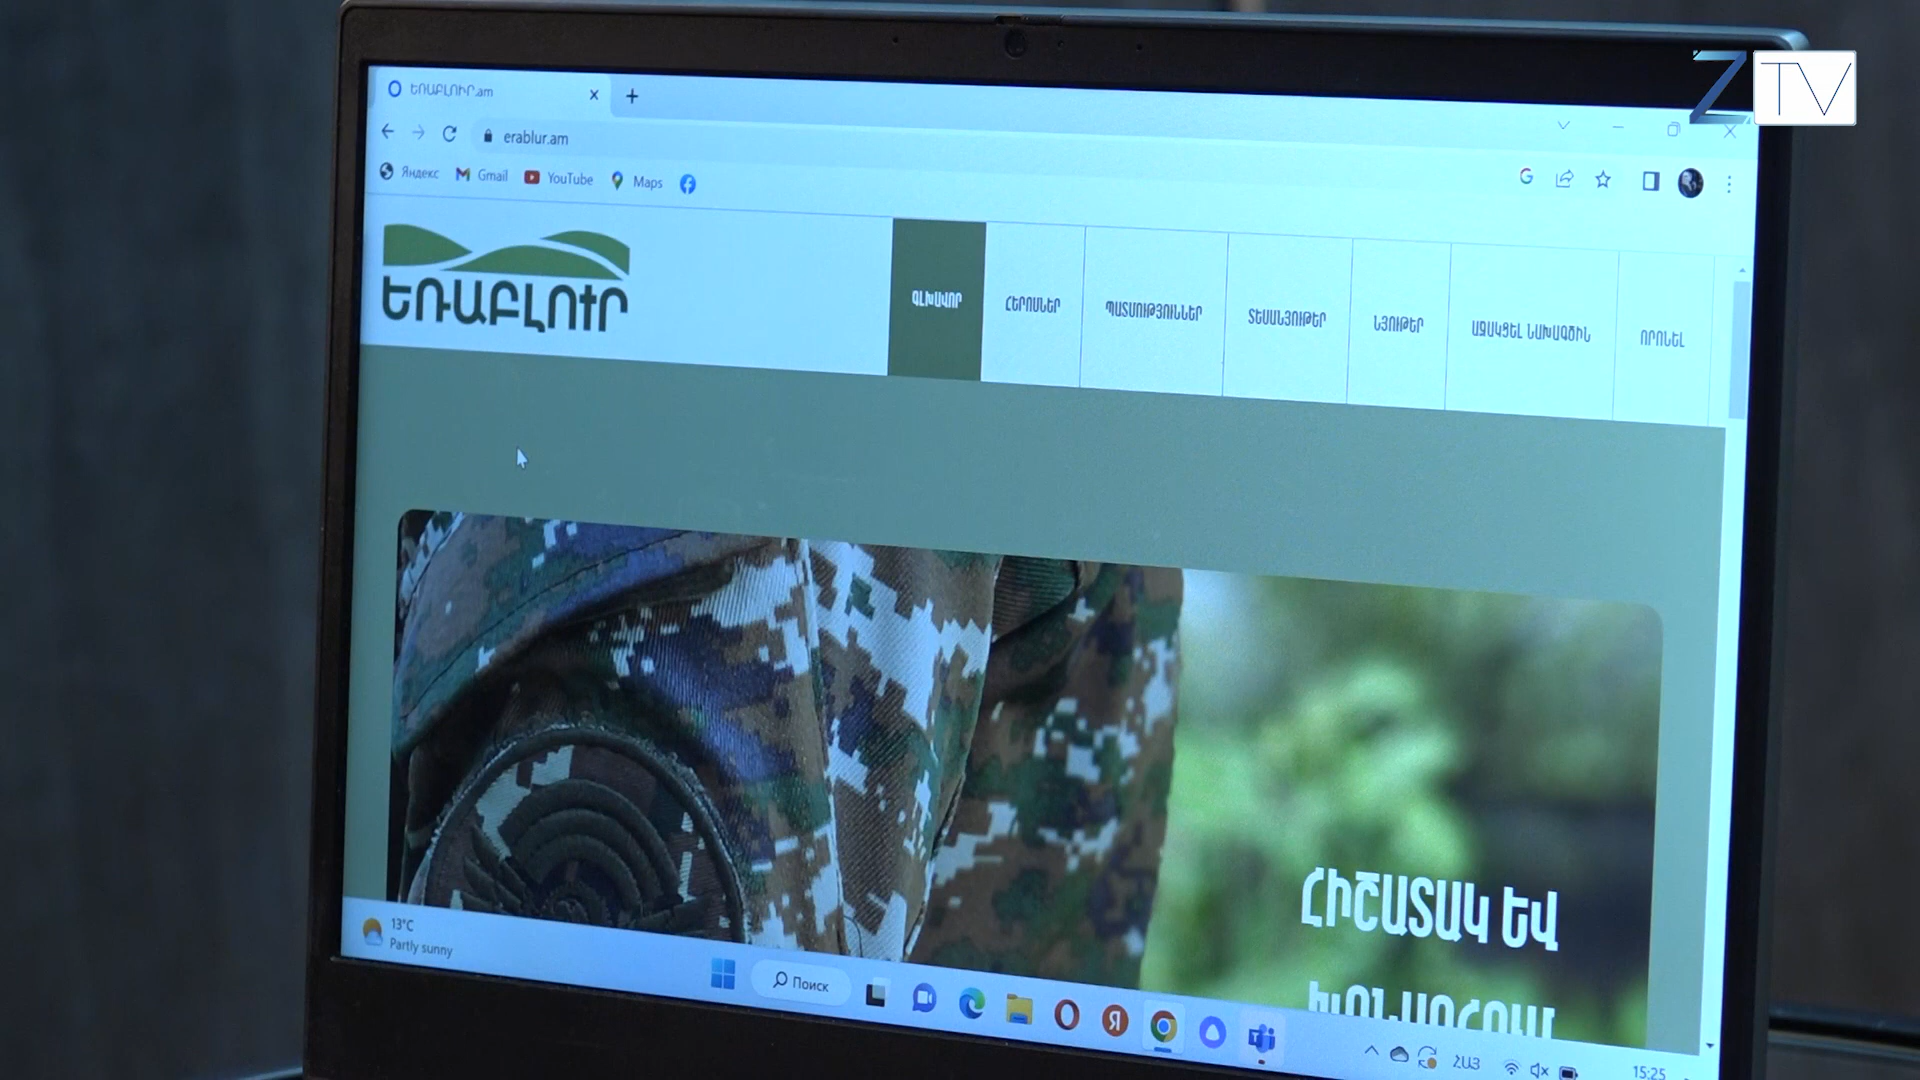 ZTV
ԵՌԱԲԼՈՒՐ.am
erablur.am
Яндекс Gmail YouTube Maps
ԵՌԱԲԼՈՒՐ
ԳԼԽԱՎՈՐ ՀԵՐՈՍՆԵՐ ՊԱՏՄՈՒԹՅՈՒՆՆԵՐ ՏԵՍԱՆՅՈՒԹԵՐ ՆՅՈՒԹԵՐ ԱՋԱԿՑԵԼ ՆԱԽԱԳԾԻՆ ՈՐՈՆԵԼ
ՀԻՇԱՏԱԿ ԵՎ
ԽՈՆԱՐՀՈՒՄ
13°C
Partly sunny
Поиск
ՀԱՅ
15:25